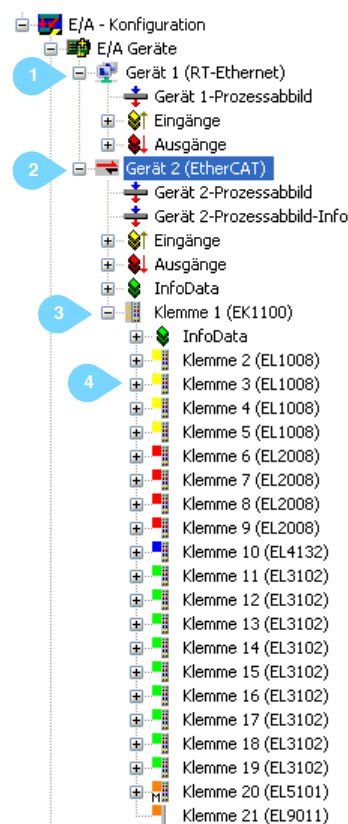 E/A - Konfiguration
E/A Geräte
1 Gerät 1 (RT-Ethernet)
Gerät 1-Prozessabbild
Eingänge
Ausgänge
2 Gerät 2 (EtherCAT)
Gerät 2-Prozessabbild
Gerät 2-Prozessabbild-Info
Eingänge
Ausgänge
InfoData
3 Klemme 1 (EK1100)
InfoData
Klemme 2 (EL1008)
4 Klemme 3 (EL1008)
Klemme 4 (EL1008)
Klemme 5 (EL1008)
Klemme 6 (EL2008)
Klemme 7 (EL2008)
Klemme 8 (EL2008)
Klemme 9 (EL2008)
Klemme 10 (EL4132)
Klemme 11 (EL3102)
Klemme 12 (EL3102)
Klemme 13 (EL3102)
Klemme 14 (EL3102)
Klemme 15 (EL3102)
Klemme 16 (EL3102)
Klemme 17 (EL3102)
Klemme 18 (EL3102)
Klemme 19 (EL3102)
M Klemme 20 (EL5101)
Klemme 21 (EL9011)